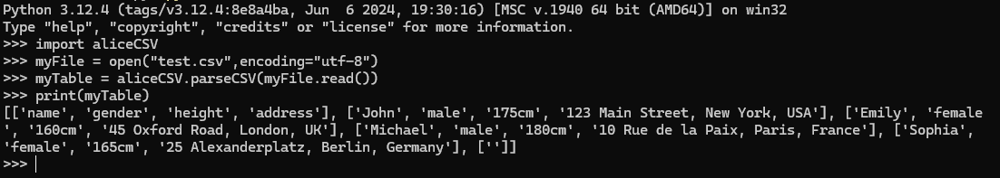 Python 3.12.4 (tags/v3.12.4:8e8a4ba, Jun  6 2024, 19:30:16) [MSC v.1940 64 bit (AMD64)] on win32
Type "help", "copyright", "credits" or "license" for more information.
>>> import aliceCSV
>>> myFile = open("test.csv",encoding="utf-8")
>>> myTable = aliceCSV.parseCSV(myFile.read())
>>> print(myTable)
[['name', 'gender', 'height', 'address'], ['John', 'male', '175cm', '123 Main Street, New York, USA'], ['Emily', 'female
', '160cm', '45 Oxford Road, London, UK'], ['Michael', 'male', '180cm', '10 Rue de la Paix, Paris, France'], ['Sophia',
'female', '165cm', '25 Alexanderplatz, Berlin, Germany'], ['']]
>>>